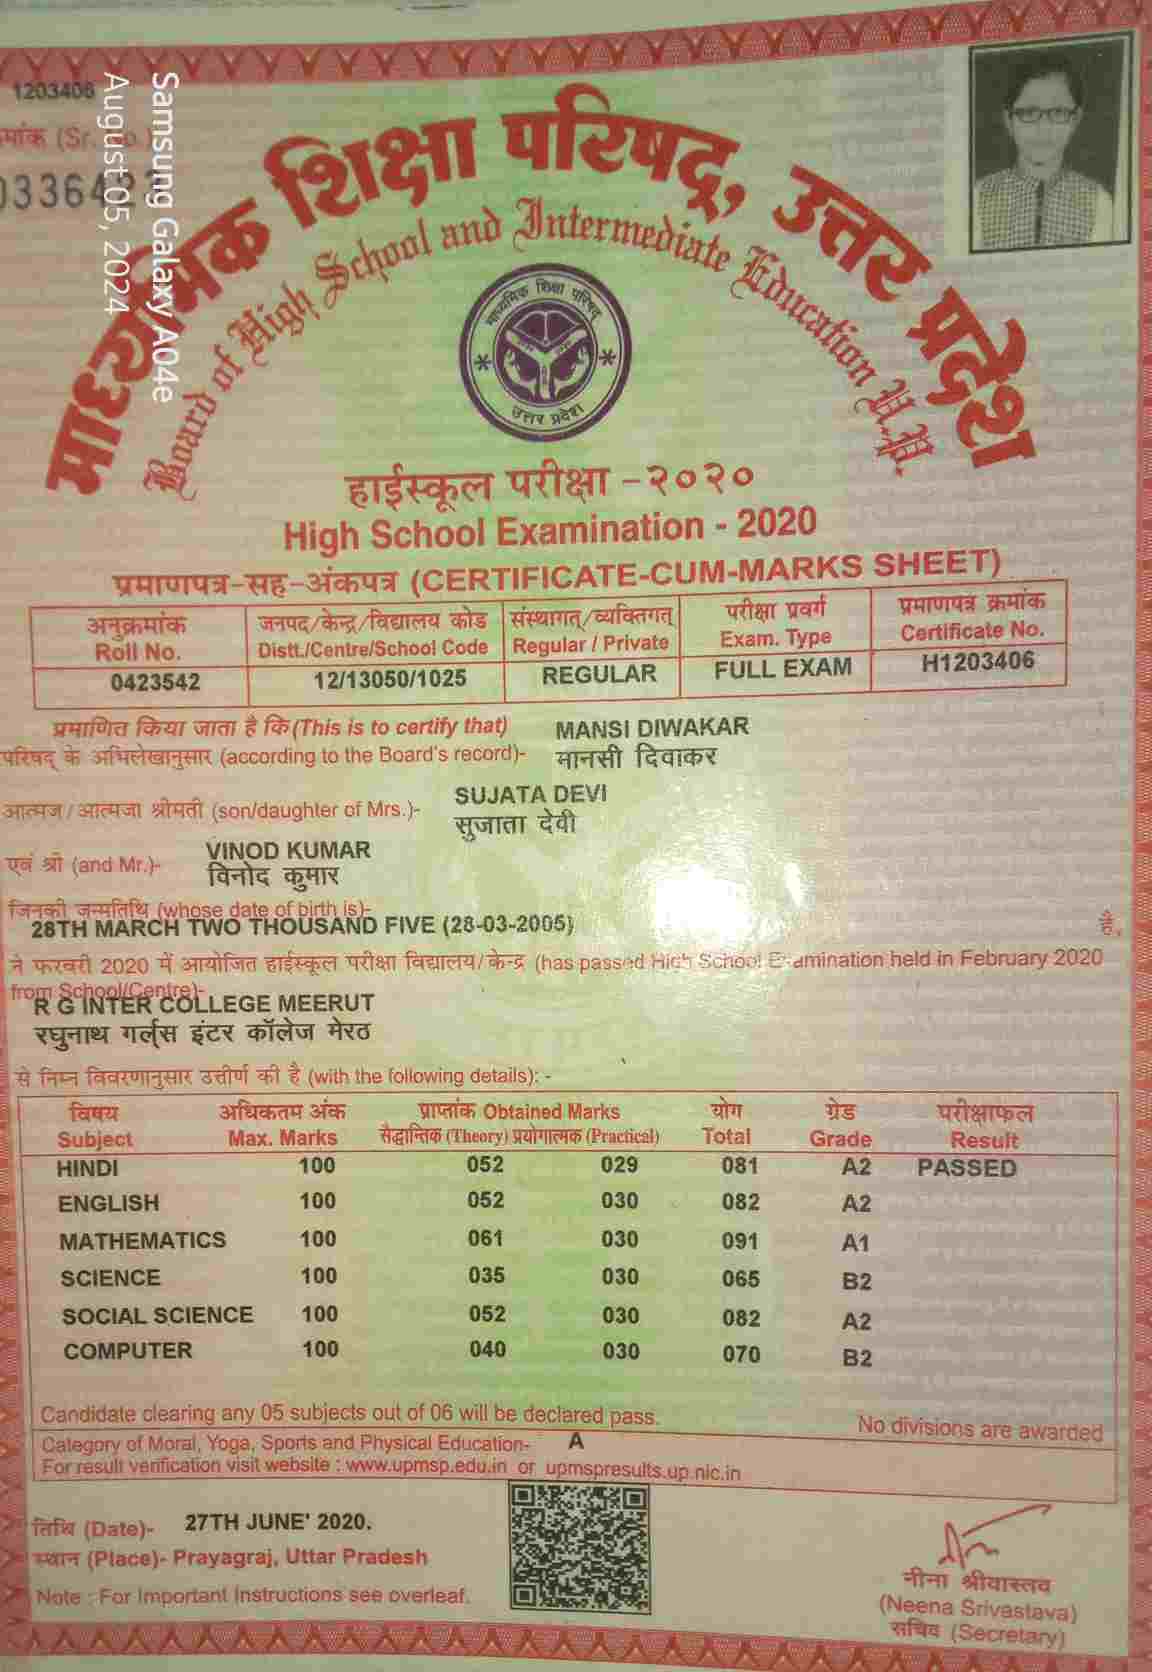 1203406
Samsung Galaxy A04e
August 05, 2024
माध्यमिक शिक्षा परिषद्, उत्तर प्रदेश
Board of High School and Intermediate Education U.P.
माध्यमिक शिक्षा परिषद्
उत्तर प्रदेश
हाईस्कूल परीक्षा -२०२०
High School Examination - 2020
प्रमाणपत्र-सह-अंकपत्र (CERTIFICATE-CUM-MARKS SHEET)
अनुक्रमांक जनपद/केन्द्र/विद्यालय कोड संस्थागत/व्यक्तिगत परीक्षा प्रवर्ग प्रमाणपत्र क्रमांक
Roll No. Distt./Centre/School Code Regular / Private Exam. Type Certificate No.
0423542 12/13050/1025 REGULAR FULL EXAM H1203406
प्रमाणित किया जाता है कि (This is to certify that) MANSI DIWAKAR
परिषद् के अभिलेखानुसार (according to the Board's record)- मानसी दिवाकर
आत्मज/आत्मजा श्रीमती (son/daughter of Mrs.)- SUJATA DEVI
सुजाता देवी
एवं श्री (and Mr.)- VINOD KUMAR
विनोद कुमार
जिनकी जन्मतिथि (whose date of birth is)-
28TH MARCH TWO THOUSAND FIVE (28-03-2005) है,
ने फरवरी 2020 में आयोजित हाईस्कूल परीक्षा विद्यालय/केन्द्र (has passed High School Examination held in February 2020
from School/Centre)-
R G INTER COLLEGE MEERUT
रघुनाथ गर्ल्स इंटर कॉलेज मेरठ
से निम्न विवरणानुसार उत्तीर्ण की है (with the following details): -
विषय अधिकतम अंक प्राप्तांक Obtained Marks योग ग्रेड परीक्षाफल
Subject Max. Marks सैद्धान्तिक (Theory) प्रयोगात्मक (Practical) Total Grade Result
HINDI 100 052 029 081 A2 PASSED
ENGLISH 100 052 030 082 A2
MATHEMATICS 100 061 030 091 A1
SCIENCE 100 035 030 065 B2
SOCIAL SCIENCE 100 052 030 082 A2
COMPUTER 100 040 030 070 B2
Candidate clearing any 05 subjects out of 06 will be declared pass. No divisions are awarded
Category of Moral, Yoga, Sports and Physical Education- A
For result verification visit website : www.upmsp.edu.in or upmspresults.up.nic.in
तिथि (Date)- 27TH JUNE' 2020.
स्थान (Place)- Prayagraj, Uttar Pradesh
Note : For Important Instructions see overleaf.
नीना श्रीवास्तव
(Neena Srivastava)
सचिव (Secretary)